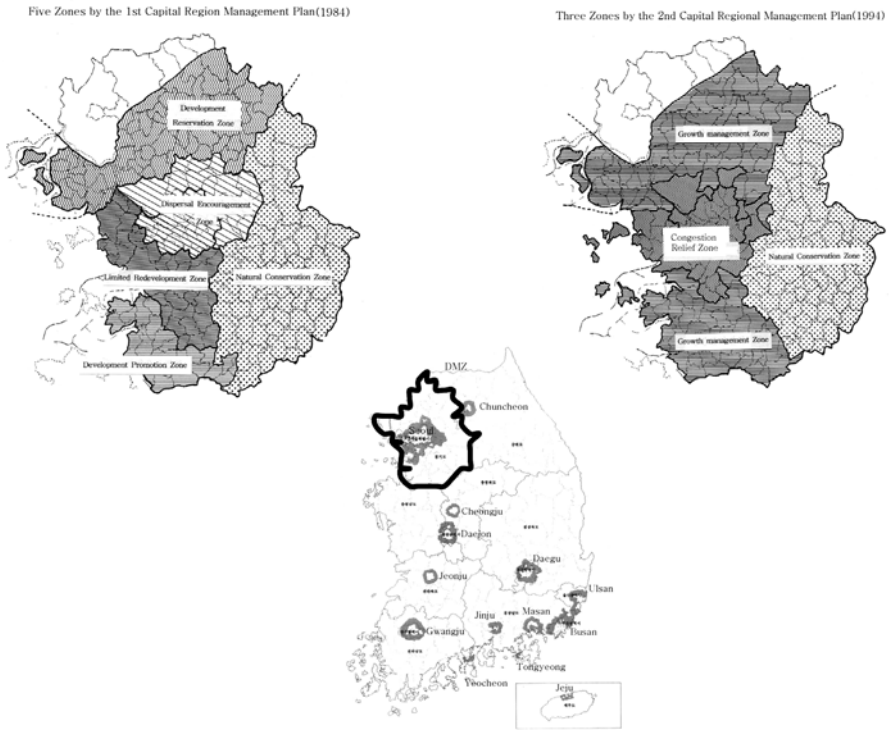 Five Zones by the 1st Capital Region Management Plan(1984)
Three Zones by the 2nd Capital Regional Management Plan(1994)
Development
Reservation Zone
Dispersal Encouragement
Zone
Limited Redevelopment Zone
Natural Conservation Zone
Development Promotion Zone
Growth management Zone
Congestion
Relief Zone
Natural Conservation Zone
Growth management Zone
DMZ
Chuncheon
Seoul
Cheongju
Daejon
Daegu
Jeonju
Ulsan
Jinju
Masan
Busan
Gwangju
Tongyeong
Yeocheon
Jeju